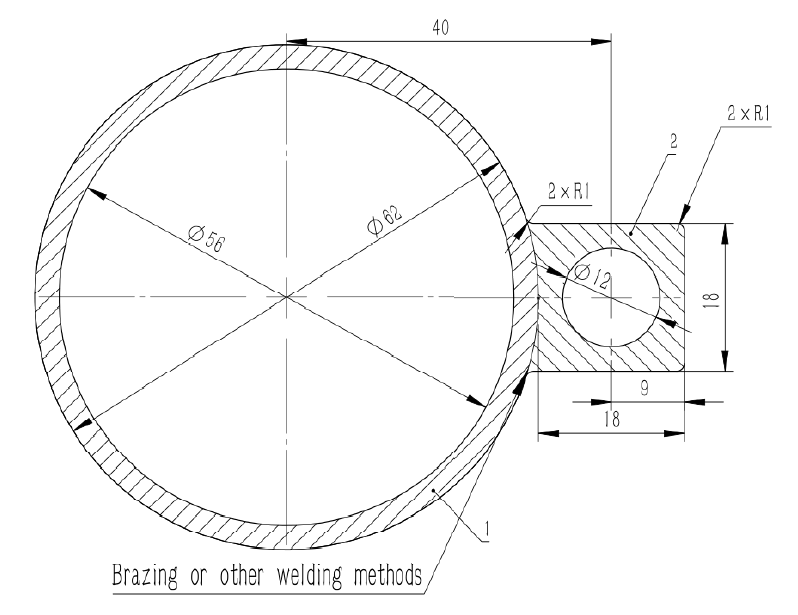 40
2×R1
2
2×R1
Ø56
Ø62
Ø12
18
9
18
1
Brazing or other welding methods